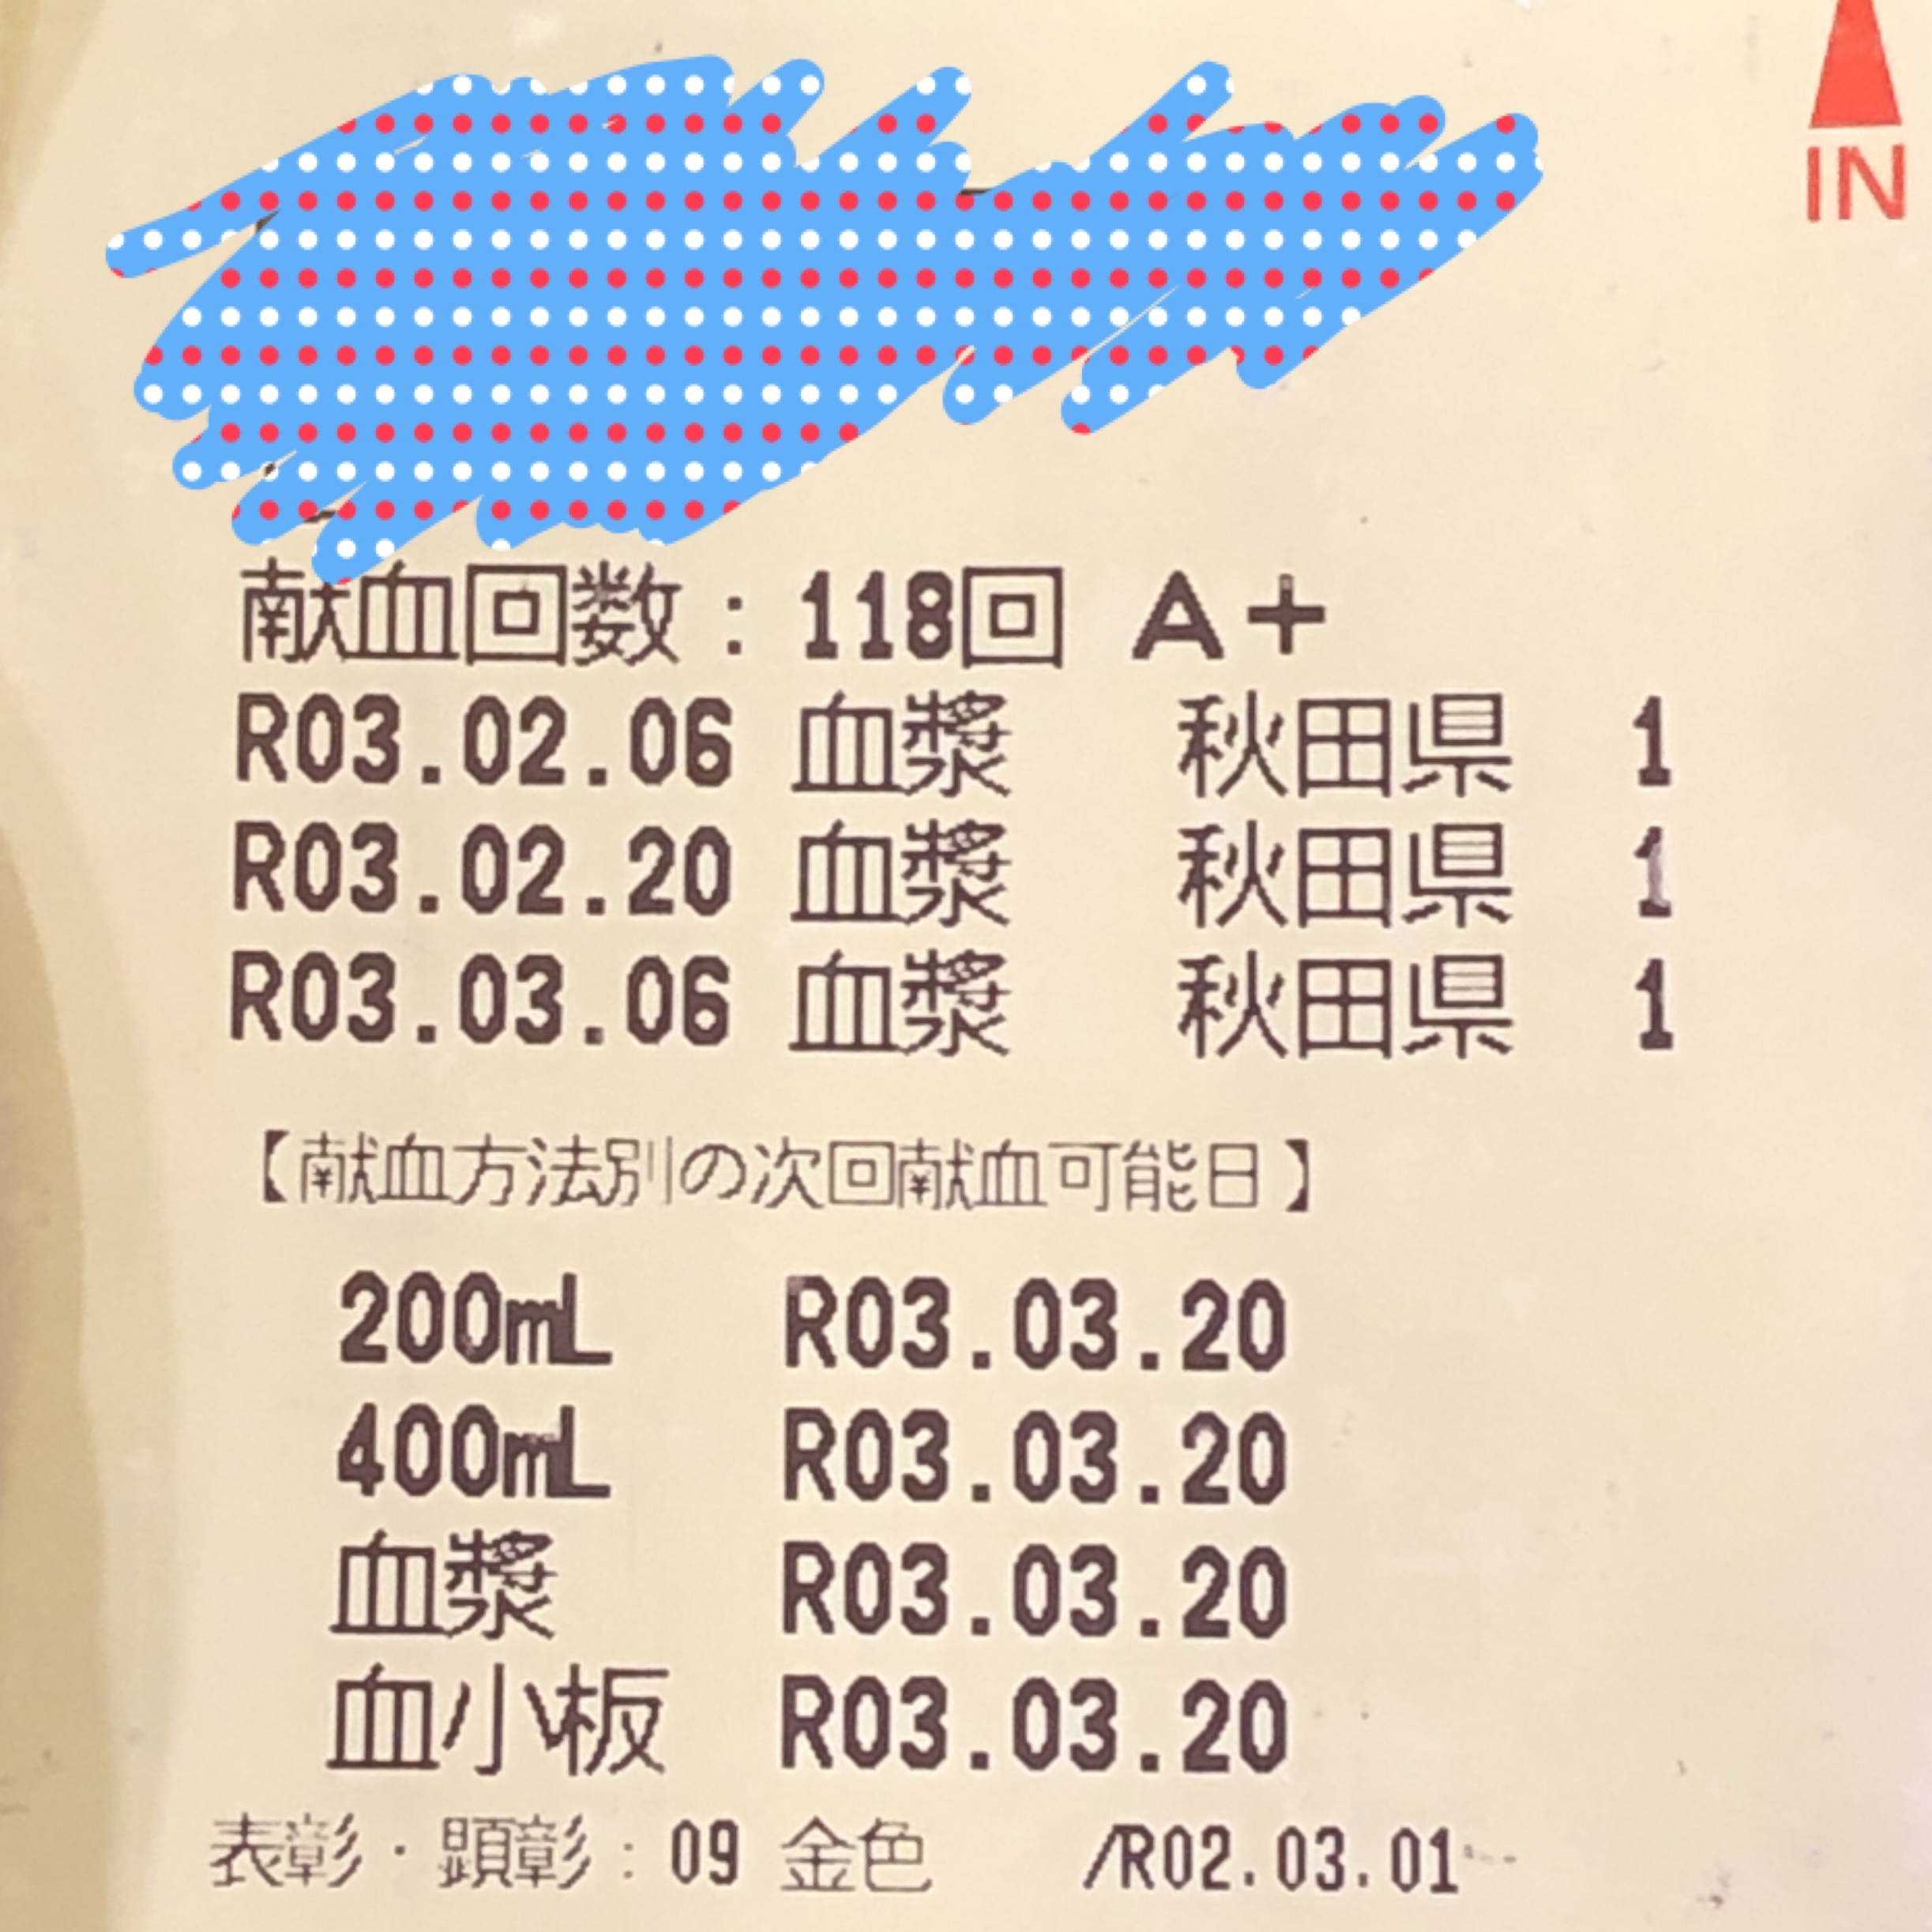 IN
献血回数：118回 A+
R03.02.06 血漿 秋田県 1
R03.02.20 血漿 秋田県 1
R03.03.06 血漿 秋田県 1
【献血方法別の次回献血可能日】
200mL R03.03.20
400mL R03.03.20
血漿 R03.03.20
血小板 R03.03.20
表彰・顕彰：09 金色 /R02.03.01